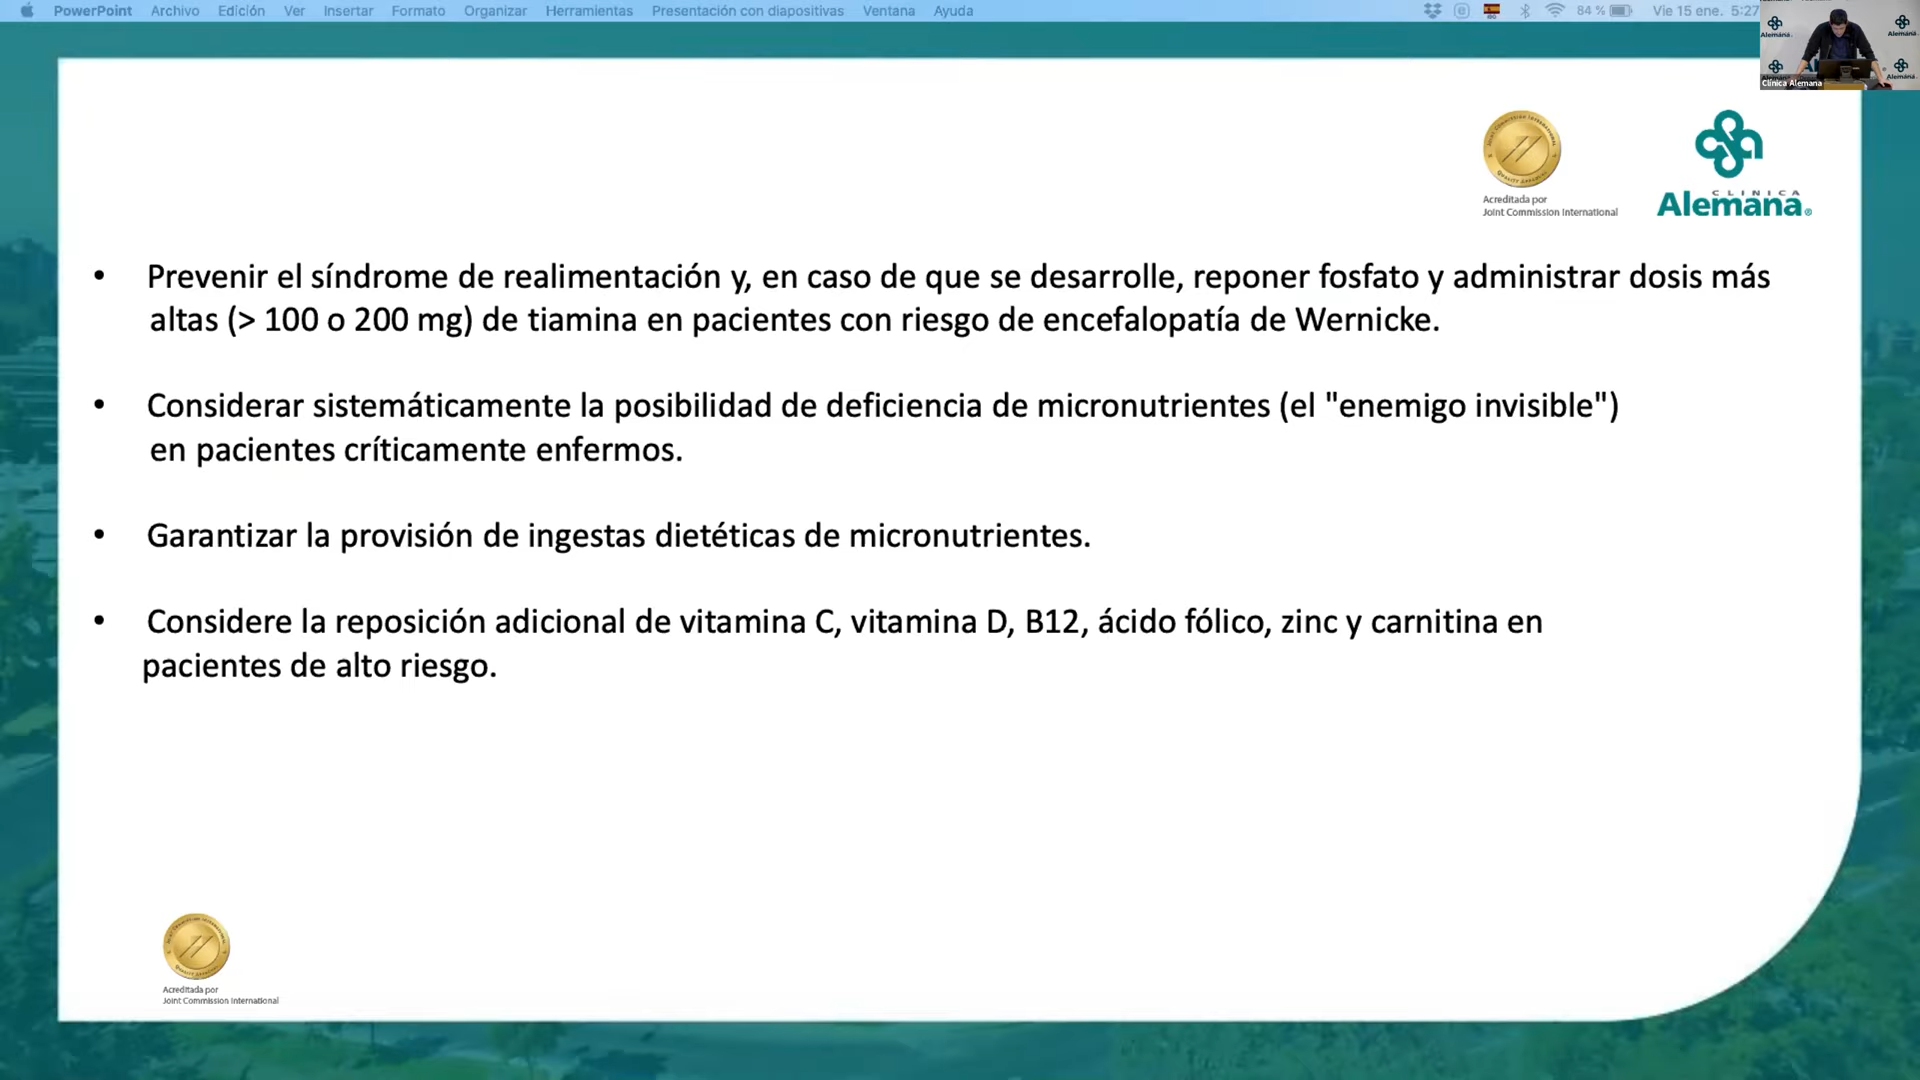 PowerPoint Archivo Edición Ver Insertar Formato Organizar Herramientas Presentación con diapositivas Ventana Ayuda 84 % Vie 15 ene. 5:27
Alemana.
Alemana.
Alemana.
Clínica Alemana
Acreditada por
Joint Commission International
CLINICA
Alemana®
• Prevenir el síndrome de realimentación y, en caso de que se desarrolle, reponer fosfato y administrar dosis más
altas (> 100 o 200 mg) de tiamina en pacientes con riesgo de encefalopatía de Wernicke.
• Considerar sistemáticamente la posibilidad de deficiencia de micronutrientes (el "enemigo invisible")
en pacientes críticamente enfermos.
• Garantizar la provisión de ingestas dietéticas de micronutrientes.
• Considere la reposición adicional de vitamina C, vitamina D, B12, ácido fólico, zinc y carnitina en
pacientes de alto riesgo.
Acreditada por
Joint Commission International